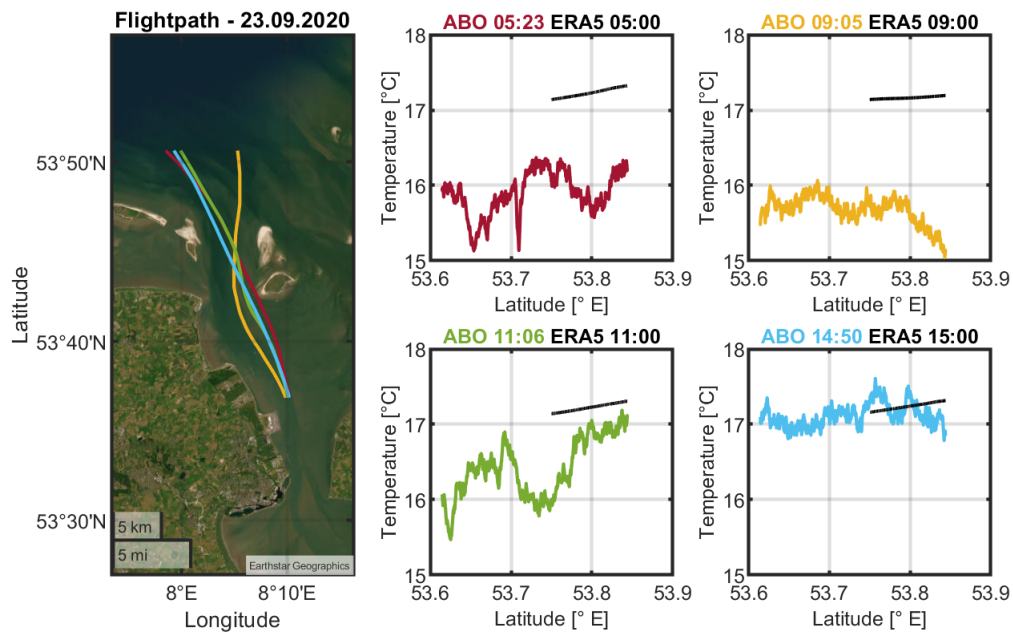 Flightpath - 23.09.2020
Latitude
53°50'N
53°40'N
53°30'N
5 km
5 mi
Earthstar Geographics
8°E
8°10'E
Longitude
ABO 05:23 ERA5 05:00
Temperature [°C]
18
17
16
15
53.6
53.7
53.8
53.9
Latitude [° E]
ABO 09:05 ERA5 09:00
Temperature [°C]
18
17
16
15
53.6
53.7
53.8
53.9
Latitude [° E]
ABO 11:06 ERA5 11:00
Temperature [°C]
18
17
16
15
53.6
53.7
53.8
53.9
Latitude [° E]
ABO 14:50 ERA5 15:00
Temperature [°C]
18
17
16
15
53.6
53.7
53.8
53.9
Latitude [° E]